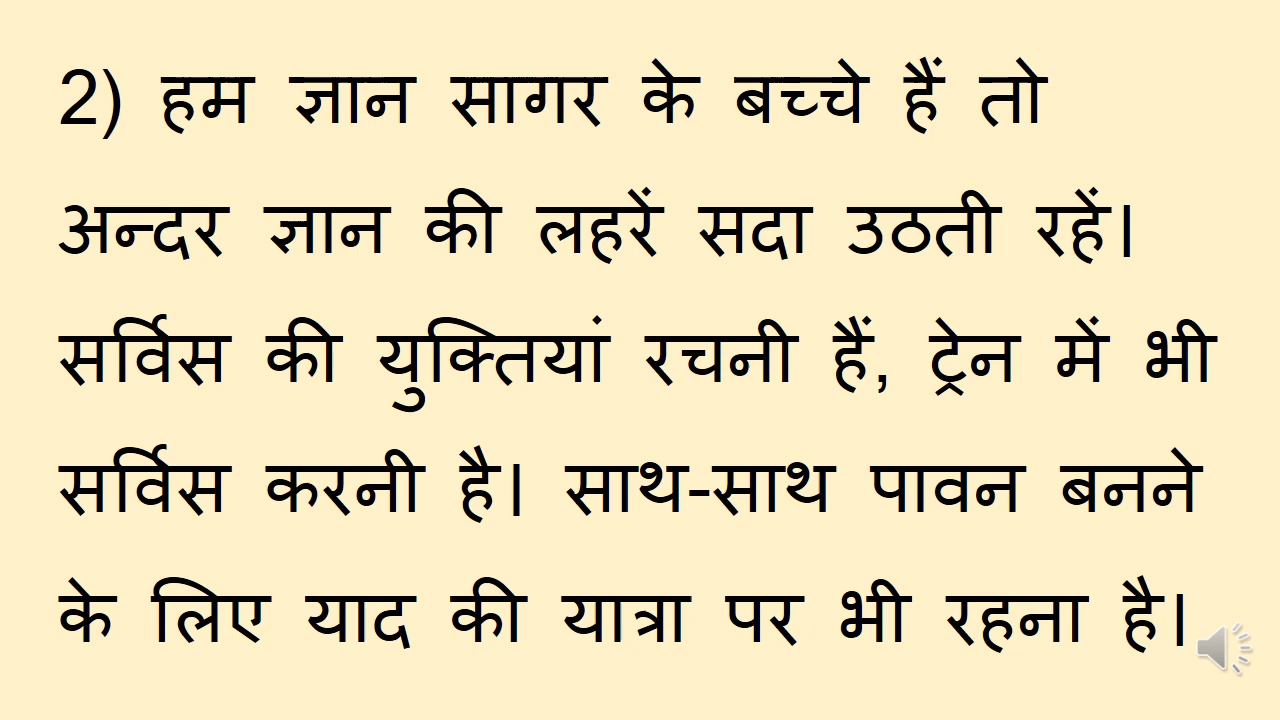 2) हम ज्ञान सागर के बच्चे हैं तो
अन्दर ज्ञान की लहरें सदा उठती रहें।
सर्विस की युक्तियां रचनी हैं, ट्रेन में भी
सर्विस करनी है। साथ-साथ पावन बनने
के लिए याद की यात्रा पर भी रहना है।